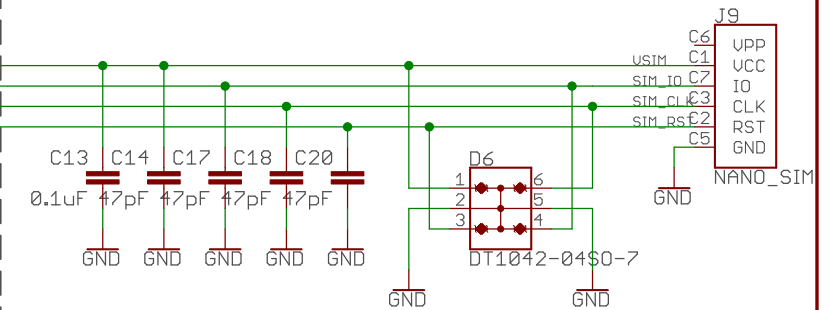 J9
C6 VPP
VSIM C1 VCC
SIM_IO C7 IO
SIM_CLK C3 CLK
SIM_RST C2 RST
C5 GND
NANO_SIM
GND
C13 C14 C17 C18 C20
0.1uF 47pF 47pF 47pF 47pF
GND GND GND GND GND
D6
1 6
2 5
3 4
DT1042-04SO-7
GND GND